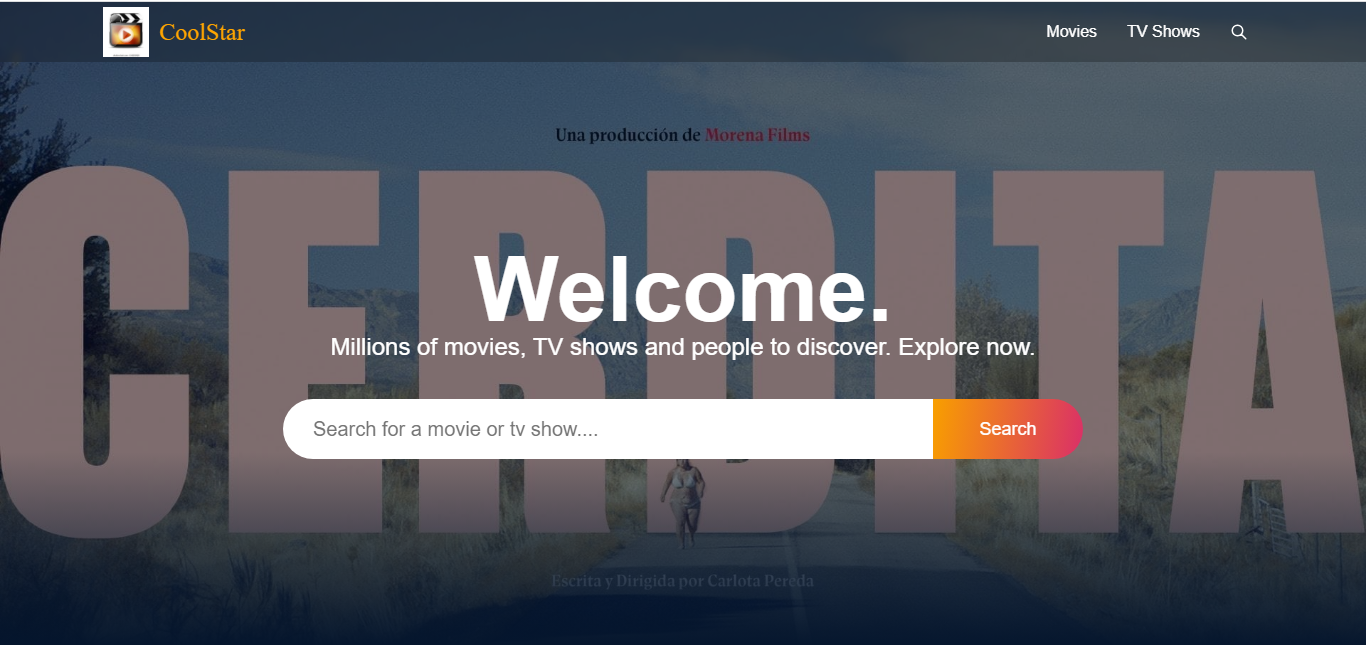 CoolStar
Movies
TV Shows
Una producción de Morena Films
CERDITA
Welcome.
Millions of movies, TV shows and people to discover. Explore now.
Search for a movie or tv show....
Search
Escrita y Dirigida por Carlota Pereda